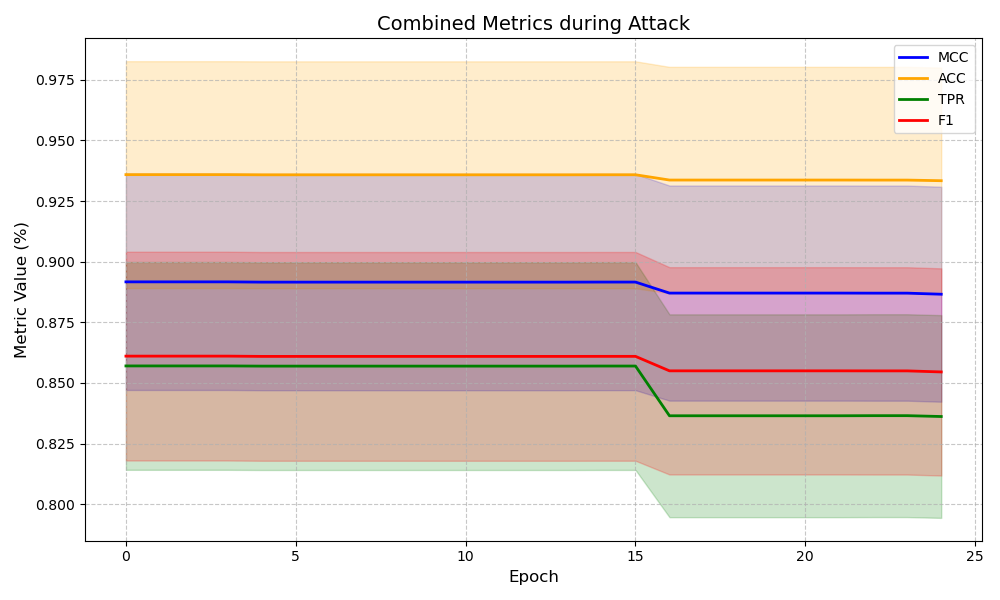 Combined Metrics during Attack
MCC
ACC
TPR
F1
0.975
0.950
0.925
0.900
0.875
0.850
0.825
0.800
Metric Value (%)
0
5
10
15
20
25
Epoch